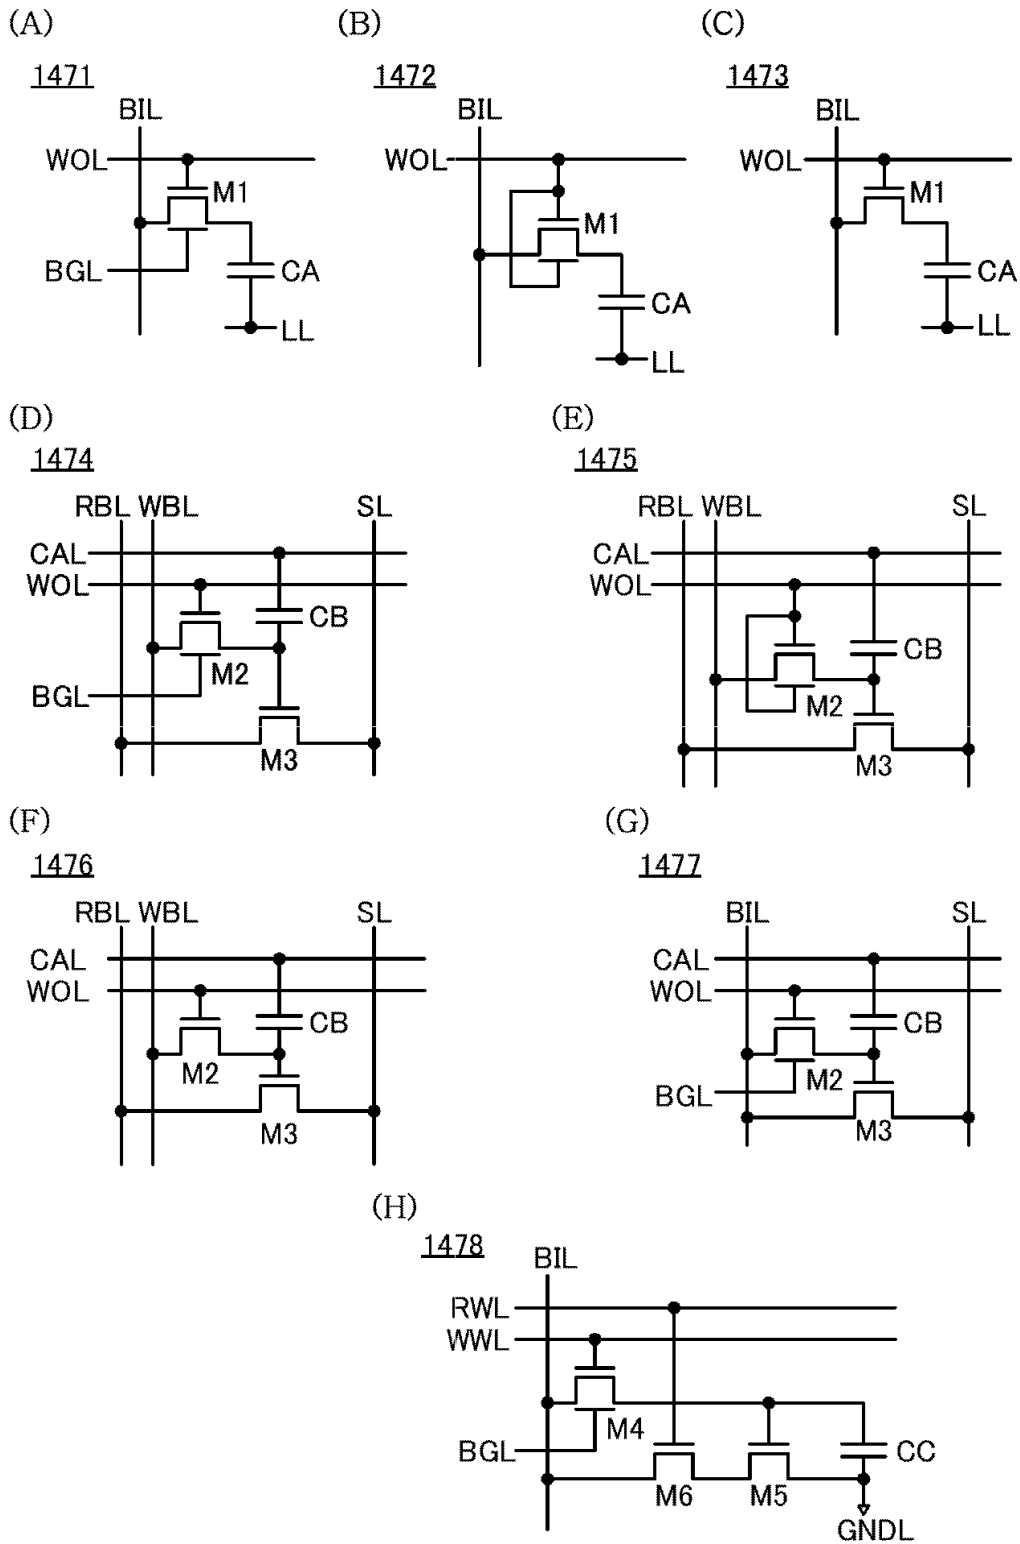 (A)
(B)
(C)
1471
1472
1473
BIL
BIL
BIL
WOL
WOL
WOL
M1
M1
M1
BGL
CA
CA
CA
LL
LL
LL
(D)
(E)
1474
1475
RBL WBL SL
RBL WBL SL
CAL
CAL
WOL
WOL
CB
CB
M2
M2
BGL
M3
M3
(F)
(G)
1476
1477
RBL WBL SL
BIL SL
CAL
CAL
WOL
WOL
CB
CB
M2
M2
BGL
M3
M3
(H)
1478
BIL
RWL
WWL
M4
BGL
CC
M6
M5
GNDL